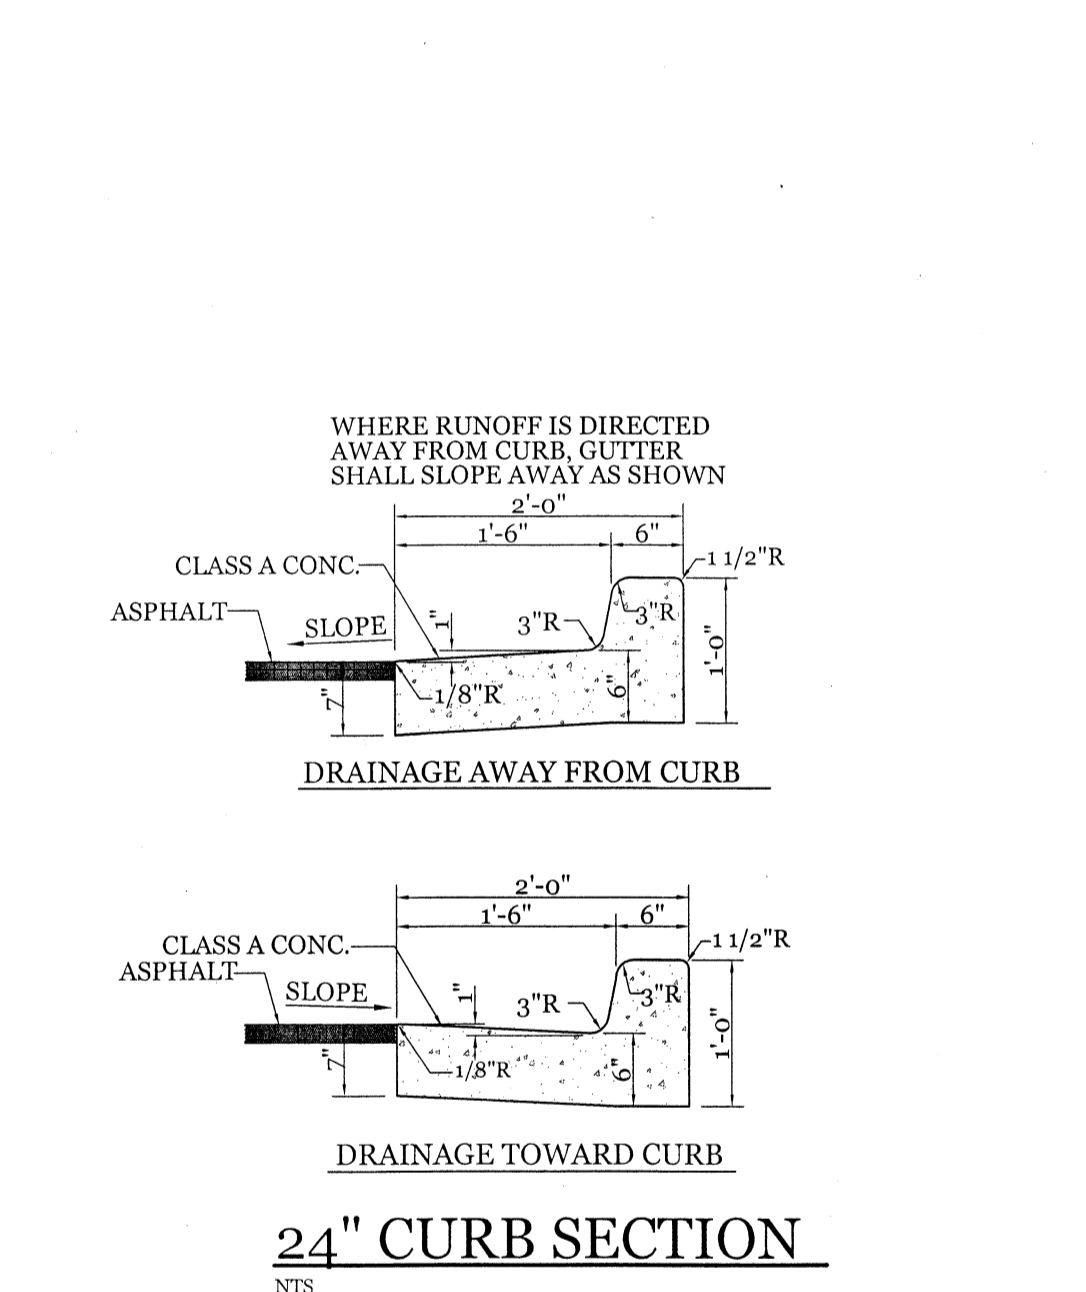 WHERE RUNOFF IS DIRECTED
AWAY FROM CURB, GUTTER
SHALL SLOPE AWAY AS SHOWN
2'-0"
1'-6"
6"
1 1/2"R
CLASS A CONC.
ASPHALT
SLOPE
1"
3"R
3"R
1'-0"
7"
1/8"R
6"
DRAINAGE AWAY FROM CURB
2'-0"
1'-6"
6"
1 1/2"R
CLASS A CONC.
ASPHALT
SLOPE
1"
3"R
3"R
1'-0"
7"
1/8"R
6"
DRAINAGE TOWARD CURB
24" CURB SECTION
NTS